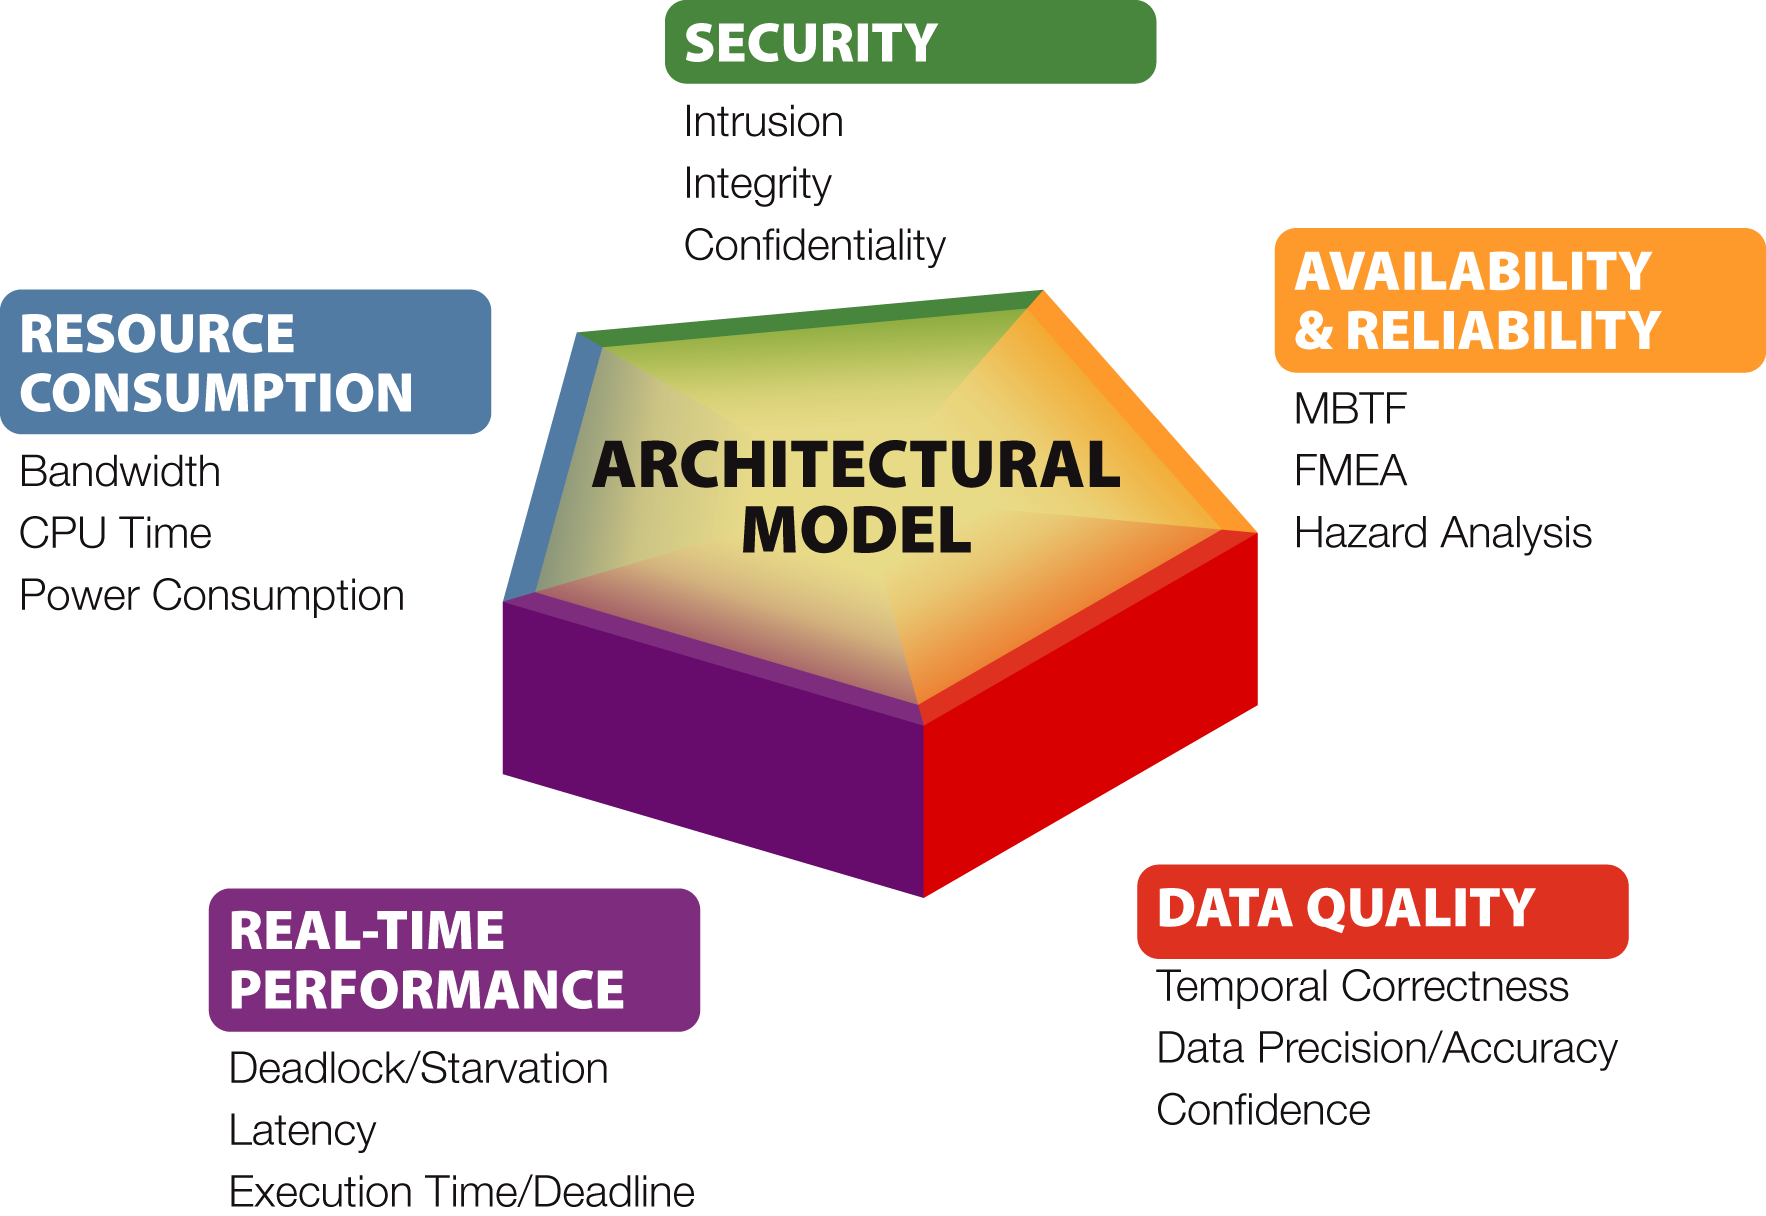 SECURITY
Intrusion
Integrity
Confidentiality
AVAILABILITY
& RELIABILITY
MBTF
FMEA
Hazard Analysis
RESOURCE
CONSUMPTION
Bandwidth
CPU Time
Power Consumption
ARCHITECTURAL
MODEL
REAL-TIME
PERFORMANCE
Deadlock/Starvation
Latency
Execution Time/Deadline
DATA QUALITY
Temporal Correctness
Data Precision/Accuracy
Confidence